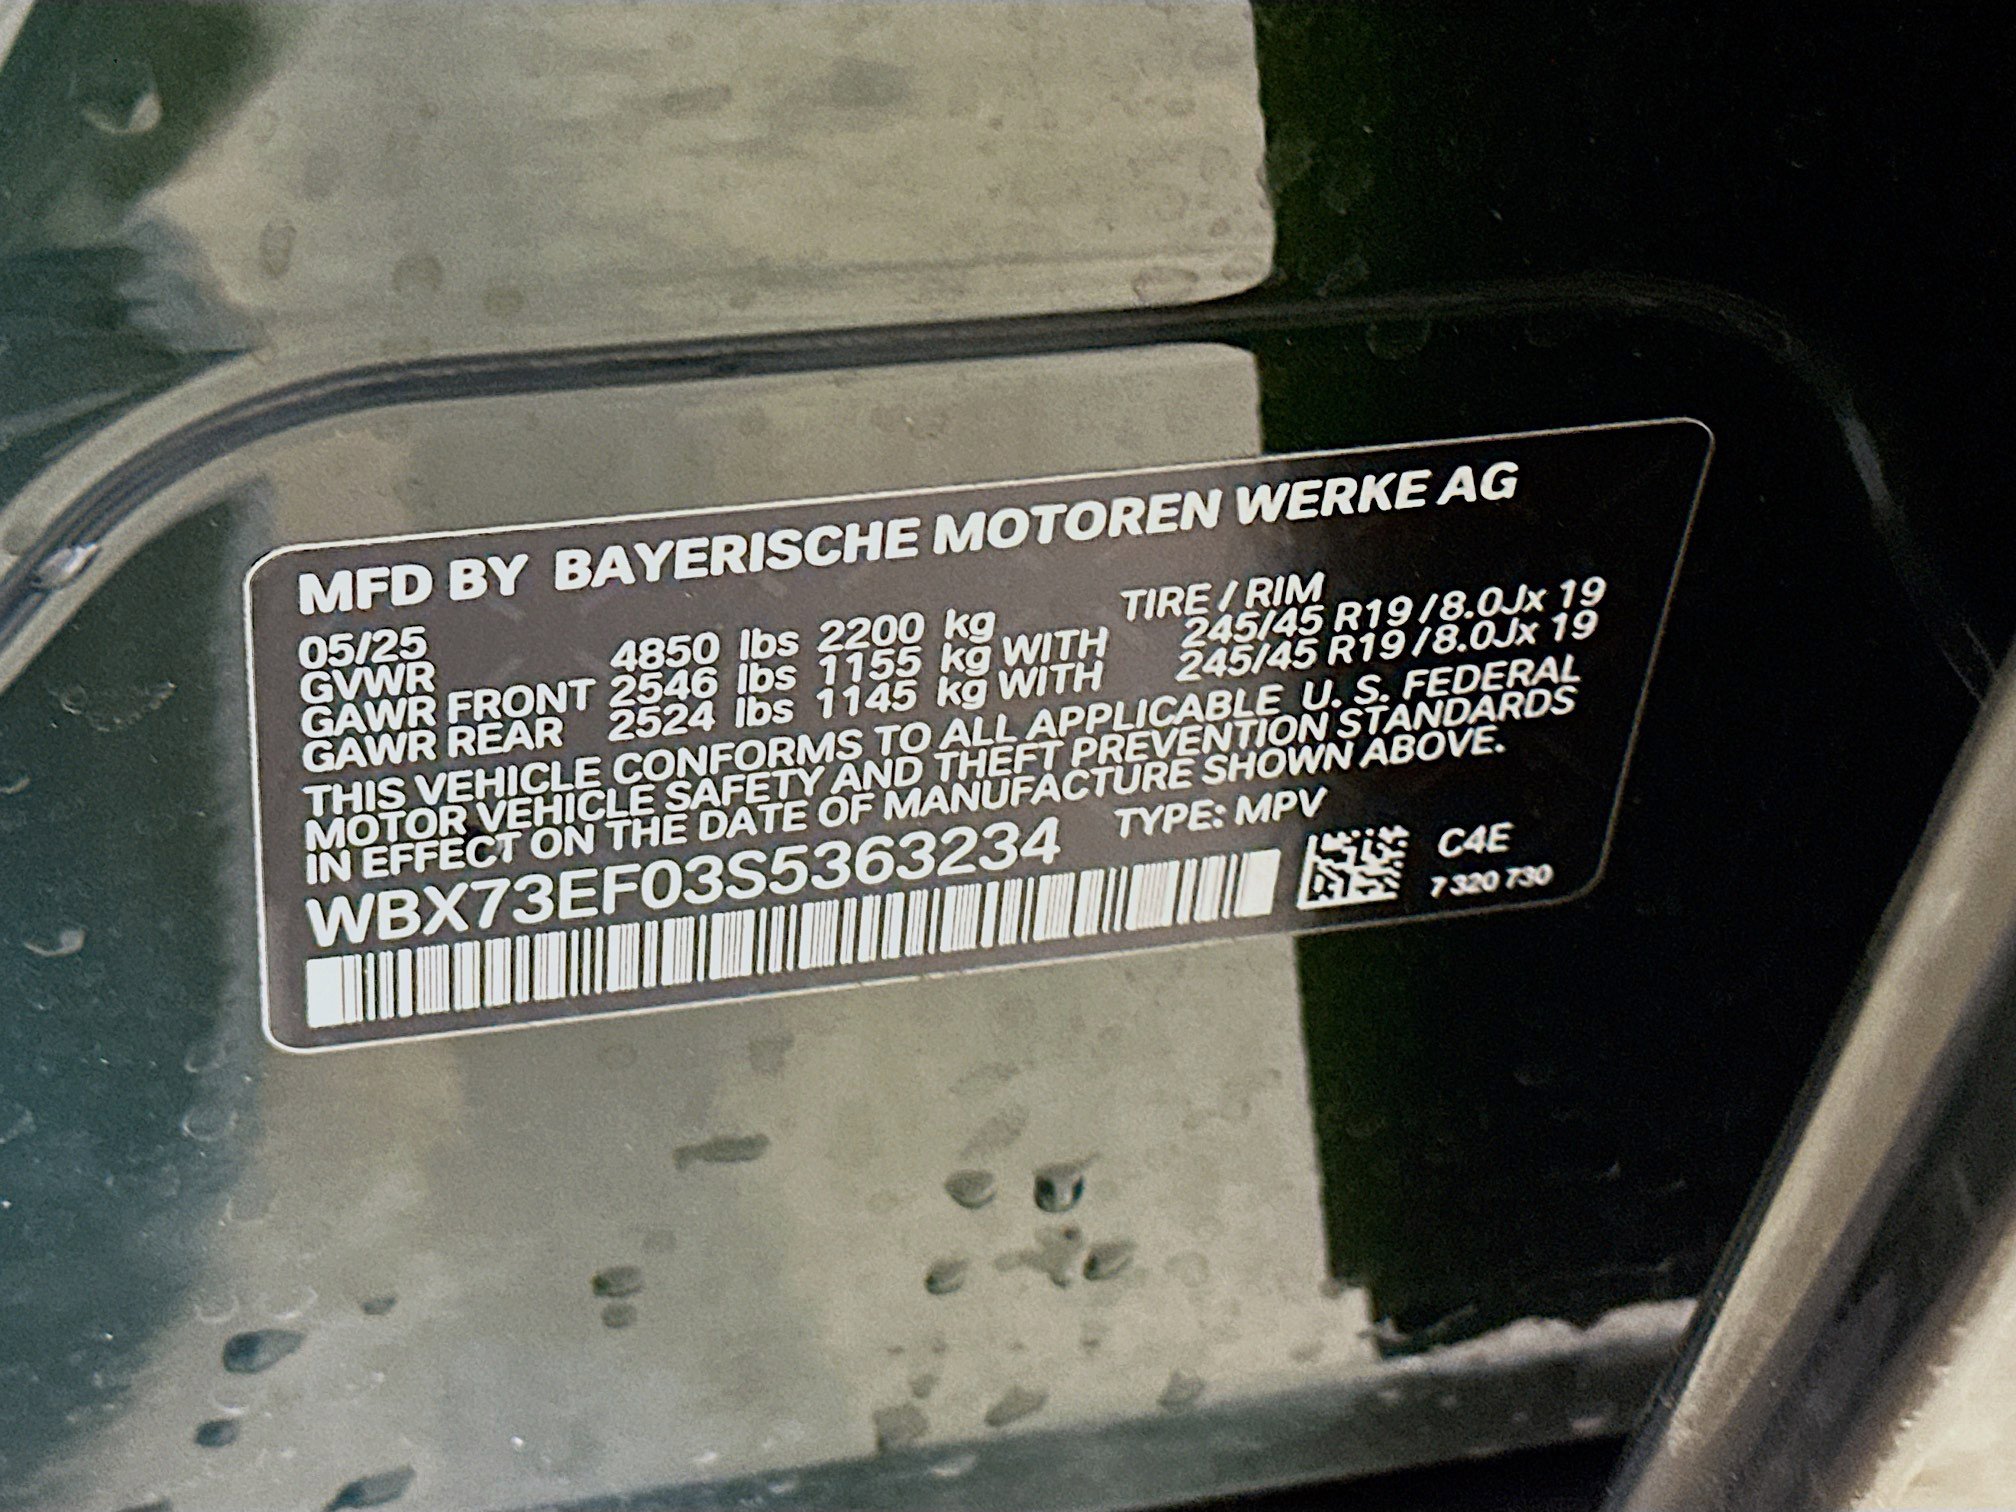 MFD BY BAYERISCHE MOTOREN WERKE AG
05/25 TIRE / RIM
GVWR 4850 lbs 2200 kg
GAWR FRONT 2546 lbs 1155 kg WITH 245/45 R19 / 8.0Jx 19
GAWR REAR 2524 lbs 1145 kg WITH 245/45 R19 / 8.0Jx 19
THIS VEHICLE CONFORMS TO ALL APPLICABLE U. S. FEDERAL
MOTOR VEHICLE SAFETY AND THEFT PREVENTION STANDARDS
IN EFFECT ON THE DATE OF MANUFACTURE SHOWN ABOVE.
WBX73EF03S5363234 TYPE: MPV
C4E
7 320 730